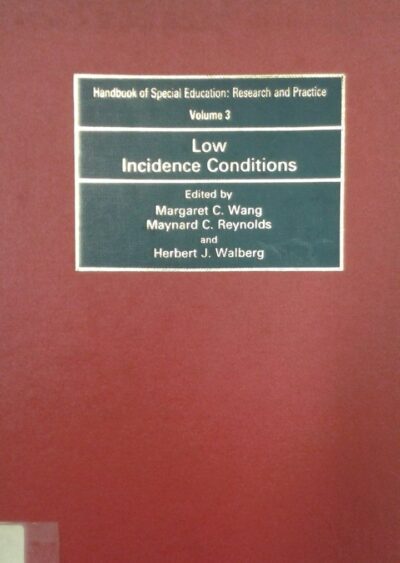 Handbook of Special Education: Research and Practice
Volume 3
Low
Incidence Conditions
Edited by
Margaret C. Wang
Maynard C. Reynolds
and
Herbert J. Walberg